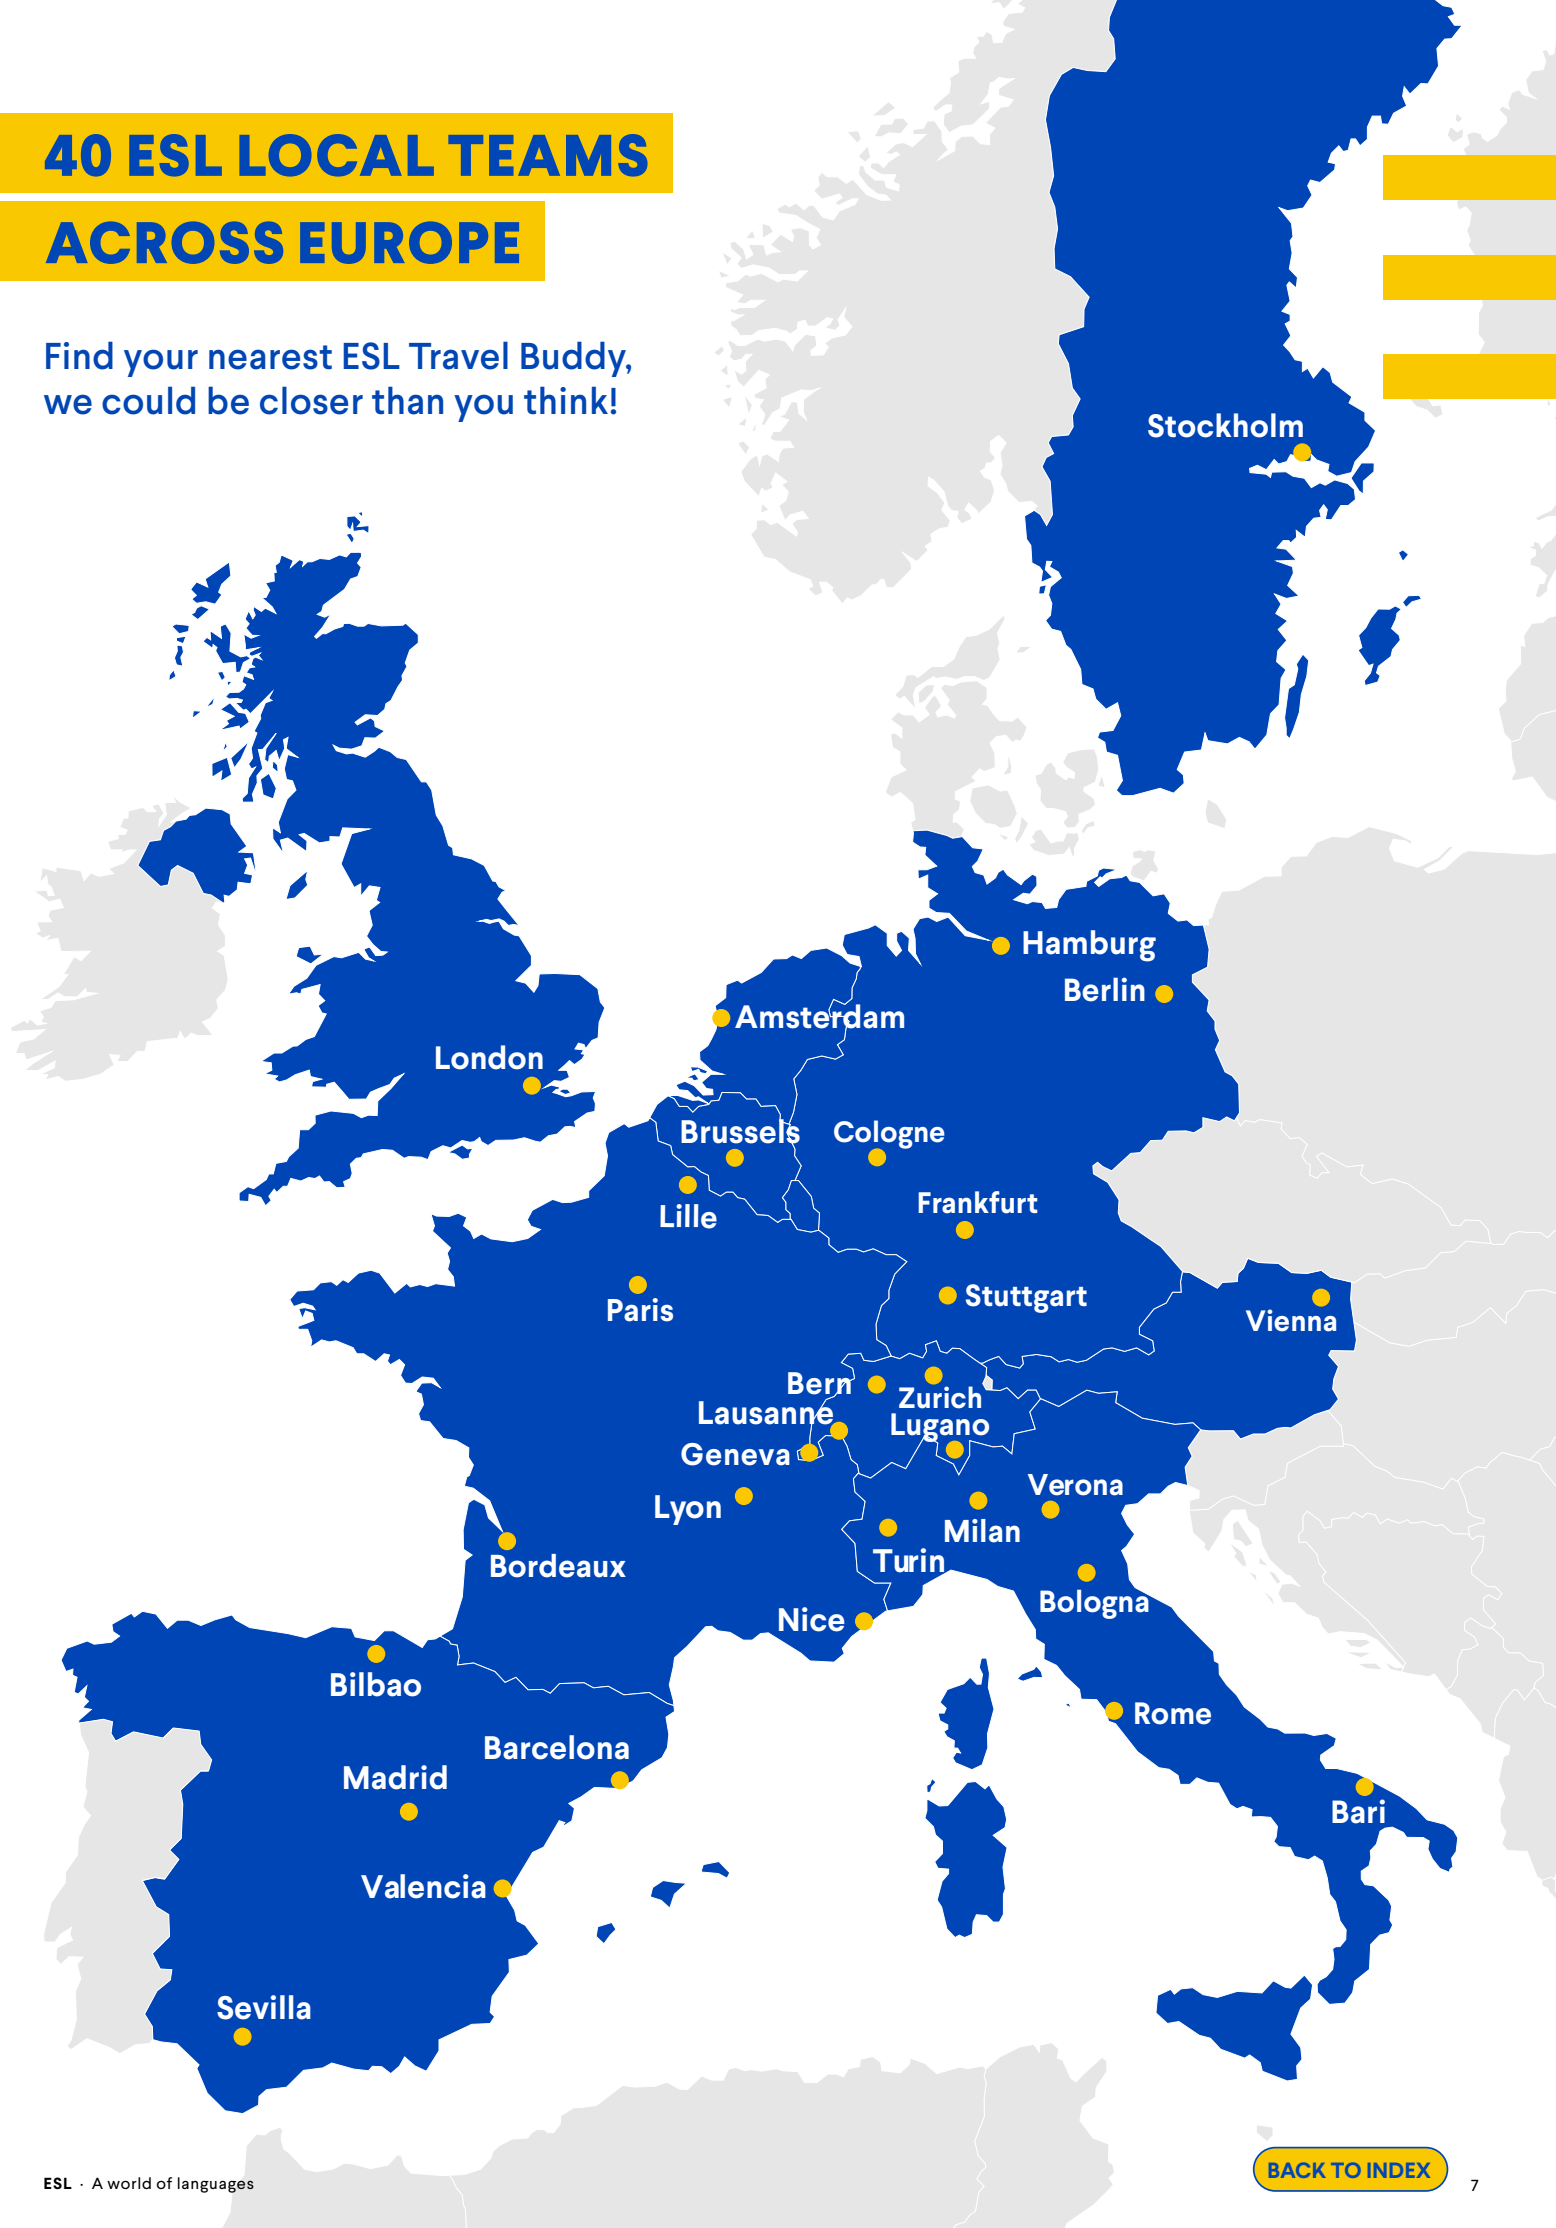 40 ESL LOCAL TEAMS
ACROSS EUROPE
Find your nearest ESL Travel Buddy,
we could be closer than you think!
Stockholm
Hamburg
Berlin
Amsterdam
London
Brussels
Cologne
Lille
Frankfurt
Paris
Stuttgart
Vienna
Bern
Zurich
Lausanne
Lugano
Geneva
Verona
Lyon
Milan
Turin
Bordeaux
Bologna
Nice
Bilbao
Rome
Barcelona
Madrid
Bari
Valencia
Sevilla
ESL · A world of languages
BACK TO INDEX
7